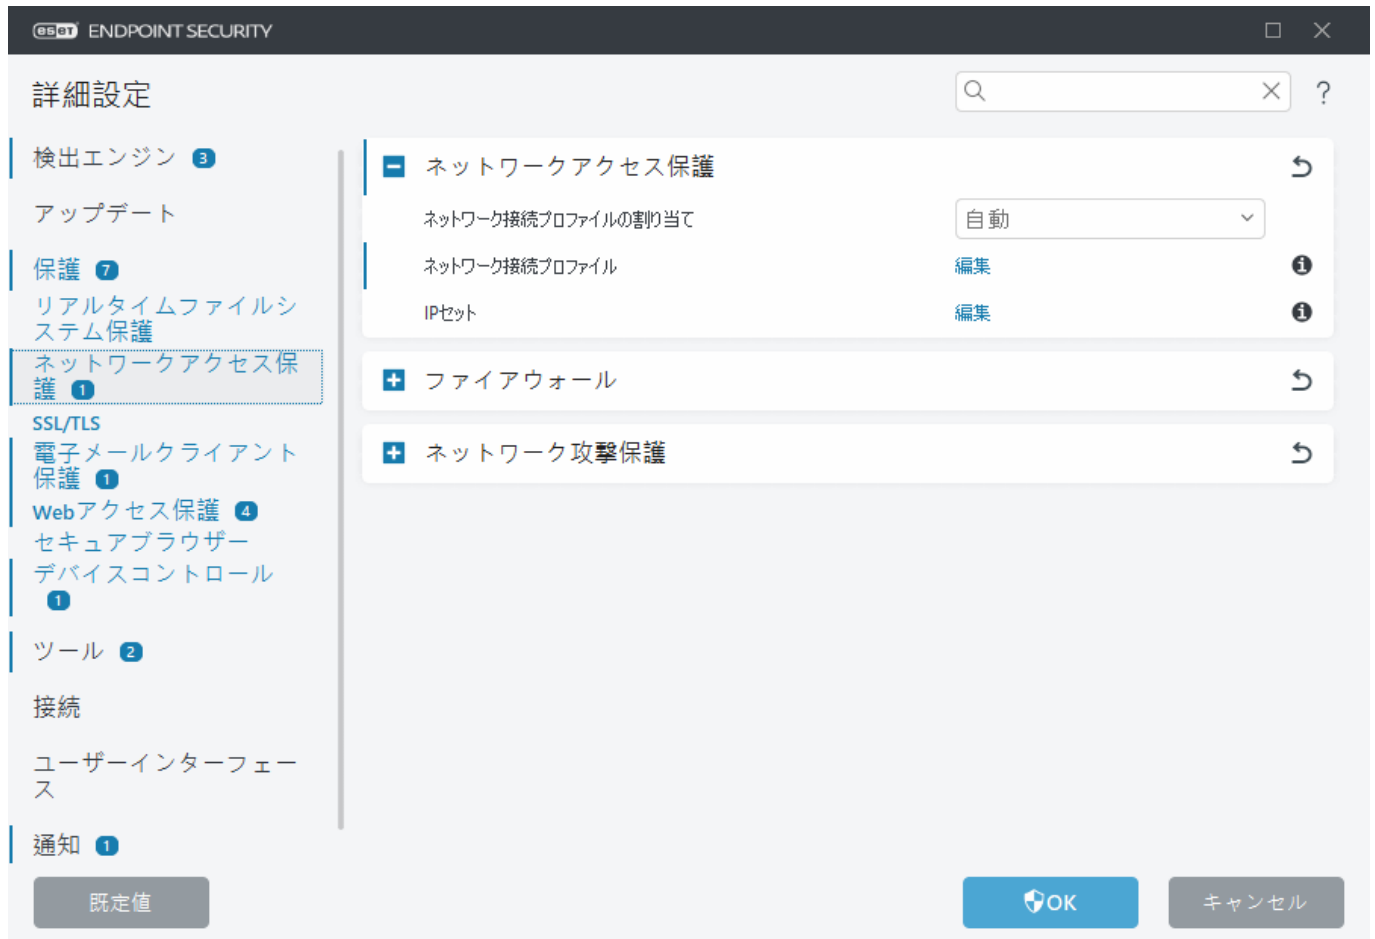 eset ENDPOINT SECURITY
詳細設定
?
検出エンジン 3
アップデート
保護 7
リアルタイムファイルシ
ステム保護
ネットワークアクセス保
護 1
SSL/TLS
電子メールクライアント
保護 1
Webアクセス保護 4
セキュアブラウザー
デバイスコントロール
1
ツール 2
接続
ユーザーインターフェー
ス
通知 1
ネットワークアクセス保護
ネットワーク接続プロファイルの割り当て 自動
ネットワーク接続プロファイル 編集
IPセット 編集
ファイアウォール
ネットワーク攻撃保護
既定値
OK
キャンセル